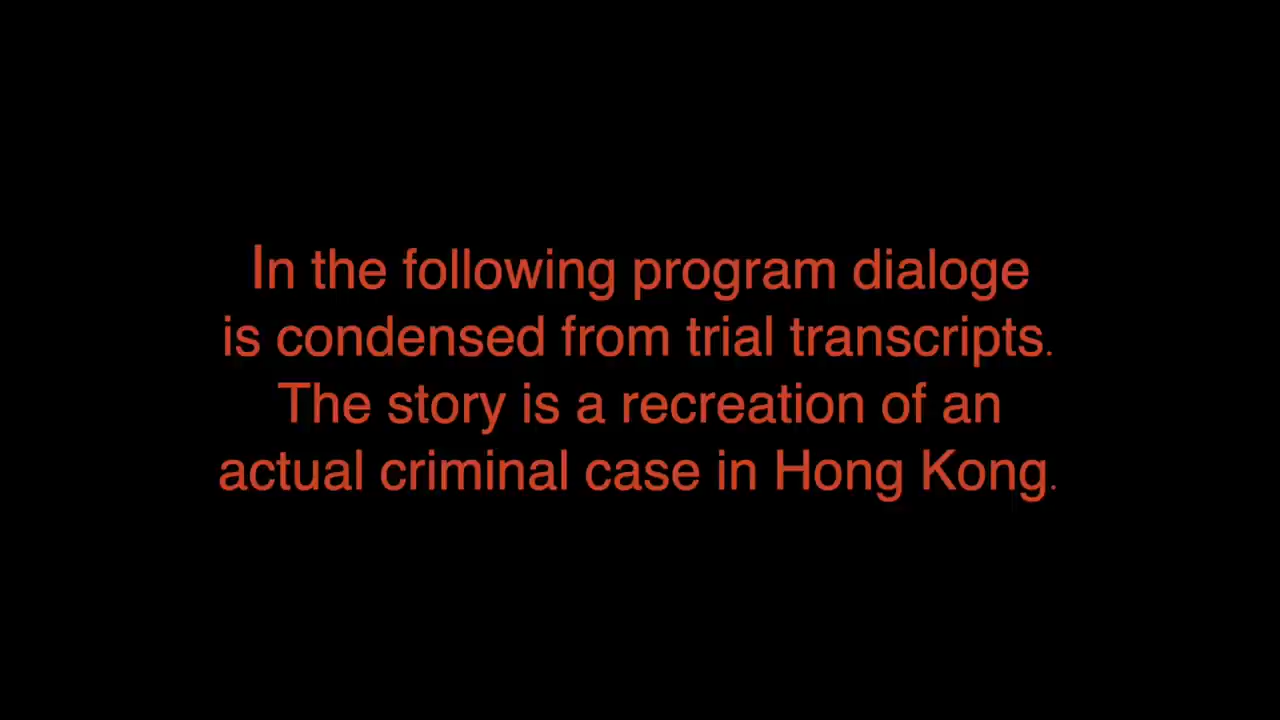 In the following program dialoge
is condensed from trial transcripts.
The story is a recreation of an
actual criminal case in Hong Kong.